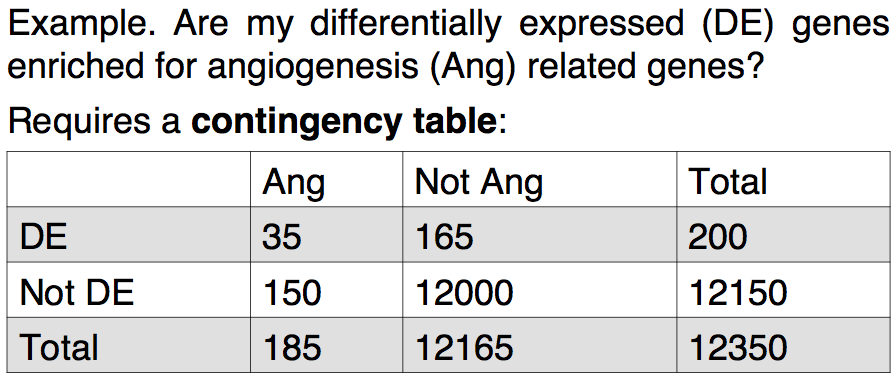 Example. Are my differentially expressed (DE) genes
enriched for angiogenesis (Ang) related genes?
Requires a contingency table:
Ang Not Ang Total
DE 35 165 200
Not DE 150 12000 12150
Total 185 12165 12350